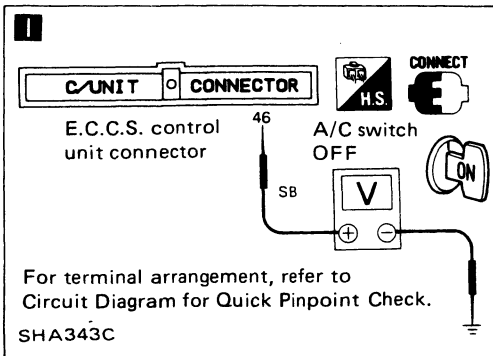 I
C/UNIT CONNECTOR
H.S.
CONNECT
E.C.C.S. control
unit connector
46
A/C switch
OFF
ON
SB
V
+ −
For terminal arrangement, refer to
Circuit Diagram for Quick Pinpoint Check.
SHA343C